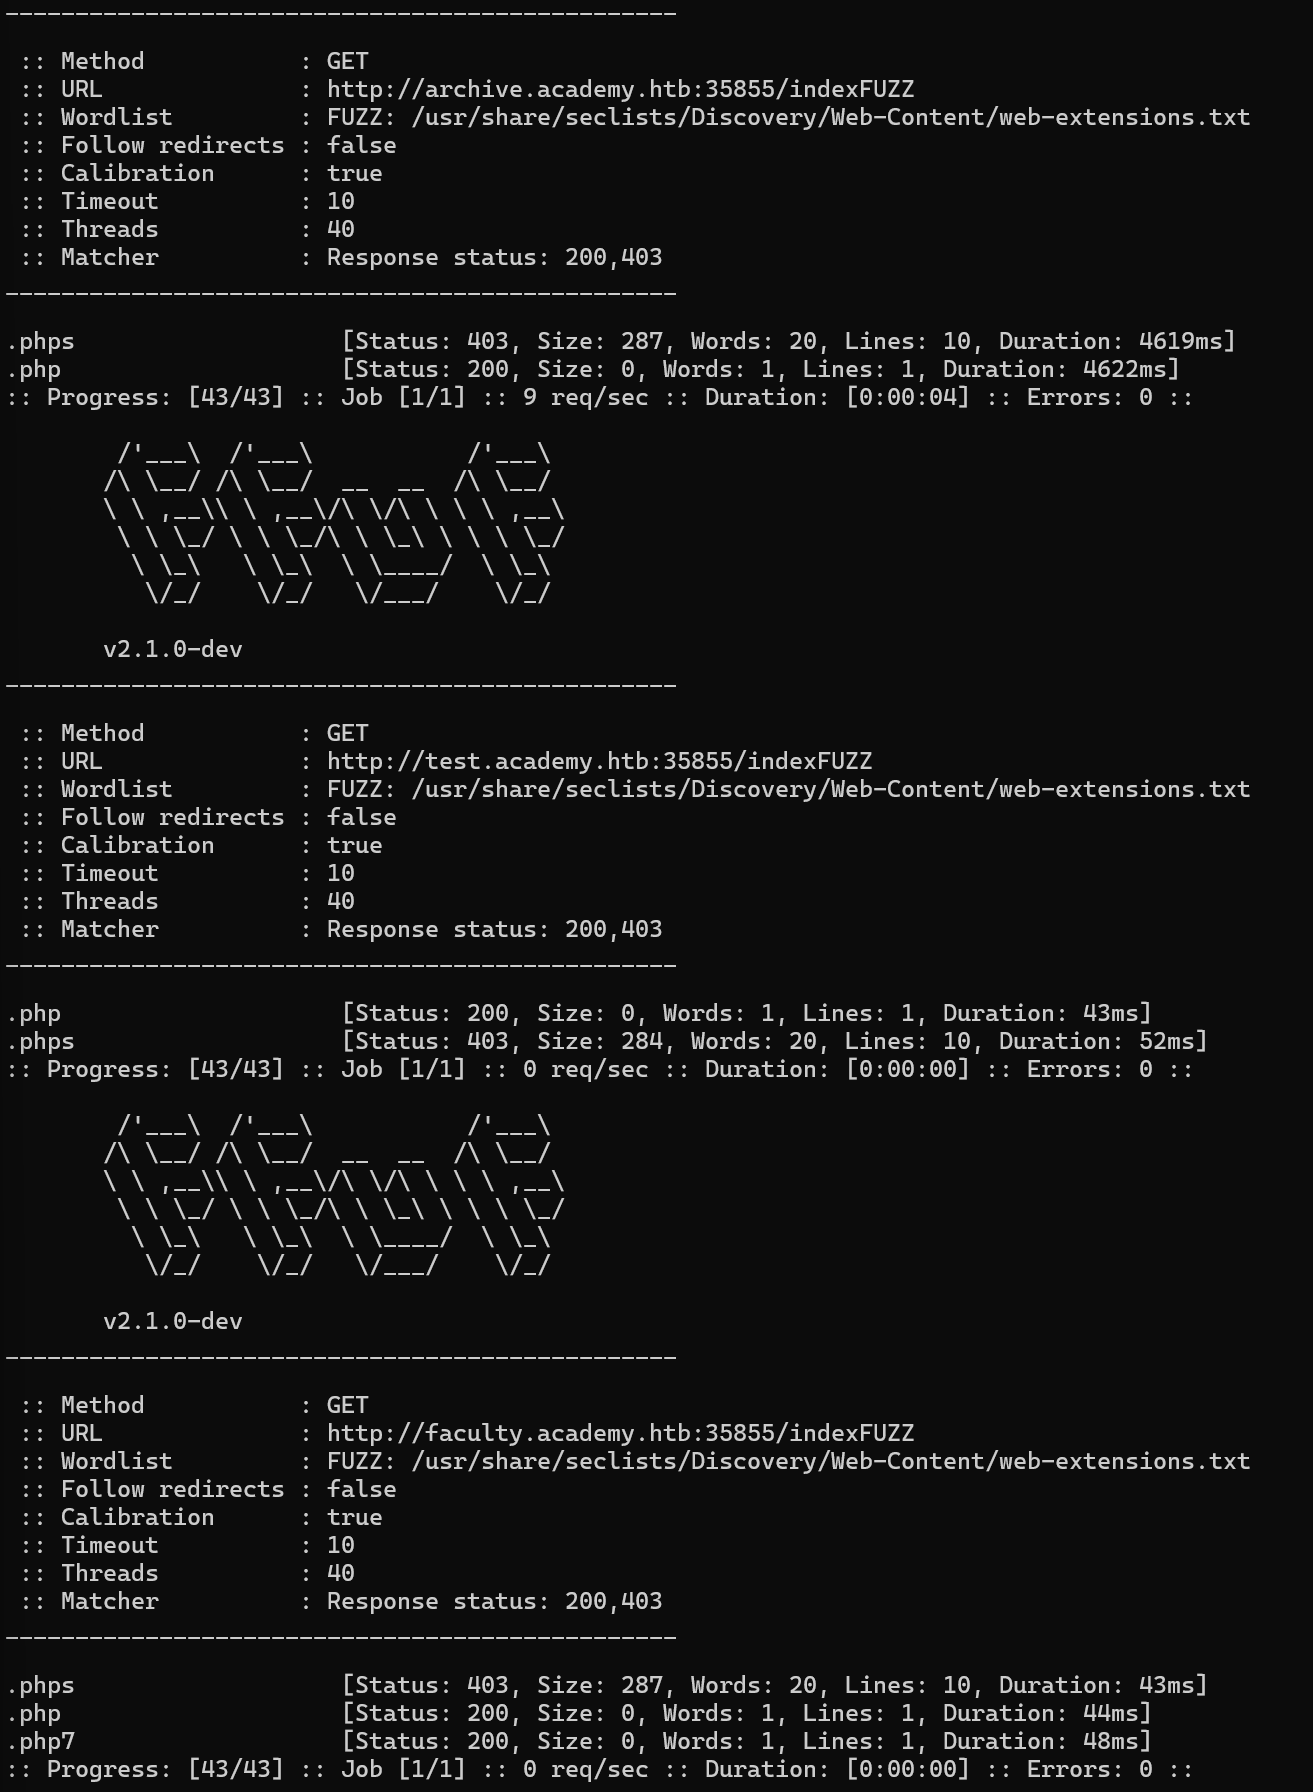 ________________________________________________
 :: Method           : GET
 :: URL              : http://archive.academy.htb:35855/indexFUZZ
 :: Wordlist         : FUZZ: /usr/share/seclists/Discovery/Web-Content/web-extensions.txt
 :: Follow redirects : false
 :: Calibration      : true
 :: Timeout          : 10
 :: Threads          : 40
 :: Matcher          : Response status: 200,403
________________________________________________
.phps                   [Status: 403, Size: 287, Words: 20, Lines: 10, Duration: 4619ms]
.php                    [Status: 200, Size: 0, Words: 1, Lines: 1, Duration: 4622ms]
:: Progress: [43/43] :: Job [1/1] :: 9 req/sec :: Duration: [0:00:04] :: Errors: 0 ::
        /'___\  /'___\           /'___\
       /\ \__/ /\ \__/  __  __  /\ \__/
       \ \ ,__\\ \ ,__\/\ \/\ \ \ \ ,__\
        \ \ \_/ \ \ \_/\ \ \_\ \ \ \ \_/
         \ \_\   \ \_\  \ \____/  \ \_\
          \/_/    \/_/   \/___/    \/_/
       v2.1.0-dev
________________________________________________
 :: Method           : GET
 :: URL              : http://test.academy.htb:35855/indexFUZZ
 :: Wordlist         : FUZZ: /usr/share/seclists/Discovery/Web-Content/web-extensions.txt
 :: Follow redirects : false
 :: Calibration      : true
 :: Timeout          : 10
 :: Threads          : 40
 :: Matcher          : Response status: 200,403
________________________________________________
.php                    [Status: 200, Size: 0, Words: 1, Lines: 1, Duration: 43ms]
.phps                   [Status: 403, Size: 284, Words: 20, Lines: 10, Duration: 52ms]
:: Progress: [43/43] :: Job [1/1] :: 0 req/sec :: Duration: [0:00:00] :: Errors: 0 ::
        /'___\  /'___\           /'___\
       /\ \__/ /\ \__/  __  __  /\ \__/
       \ \ ,__\\ \ ,__\/\ \/\ \ \ \ ,__\
        \ \ \_/ \ \ \_/\ \ \_\ \ \ \ \_/
         \ \_\   \ \_\  \ \____/  \ \_\
          \/_/    \/_/   \/___/    \/_/
       v2.1.0-dev
________________________________________________
 :: Method           : GET
 :: URL              : http://faculty.academy.htb:35855/indexFUZZ
 :: Wordlist         : FUZZ: /usr/share/seclists/Discovery/Web-Content/web-extensions.txt
 :: Follow redirects : false
 :: Calibration      : true
 :: Timeout          : 10
 :: Threads          : 40
 :: Matcher          : Response status: 200,403
________________________________________________
.phps                   [Status: 403, Size: 287, Words: 20, Lines: 10, Duration: 43ms]
.php                    [Status: 200, Size: 0, Words: 1, Lines: 1, Duration: 44ms]
.php7                   [Status: 200, Size: 0, Words: 1, Lines: 1, Duration: 48ms]
:: Progress: [43/43] :: Job [1/1] :: 0 req/sec :: Duration: [0:00:00] :: Errors: 0 ::